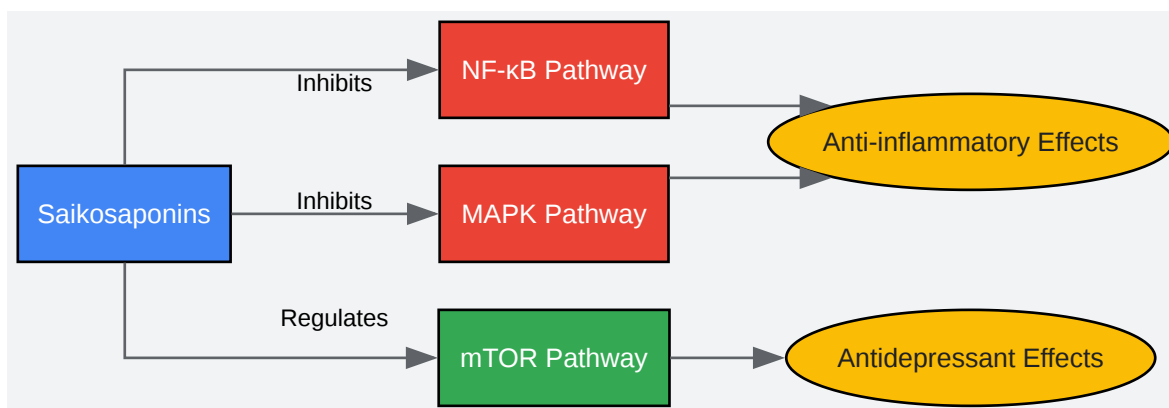 NF-κB Pathway
Inhibits
Anti-inflammatory Effects
Saikosaponins
Inhibits
MAPK Pathway
Regulates
mTOR Pathway
Antidepressant Effects